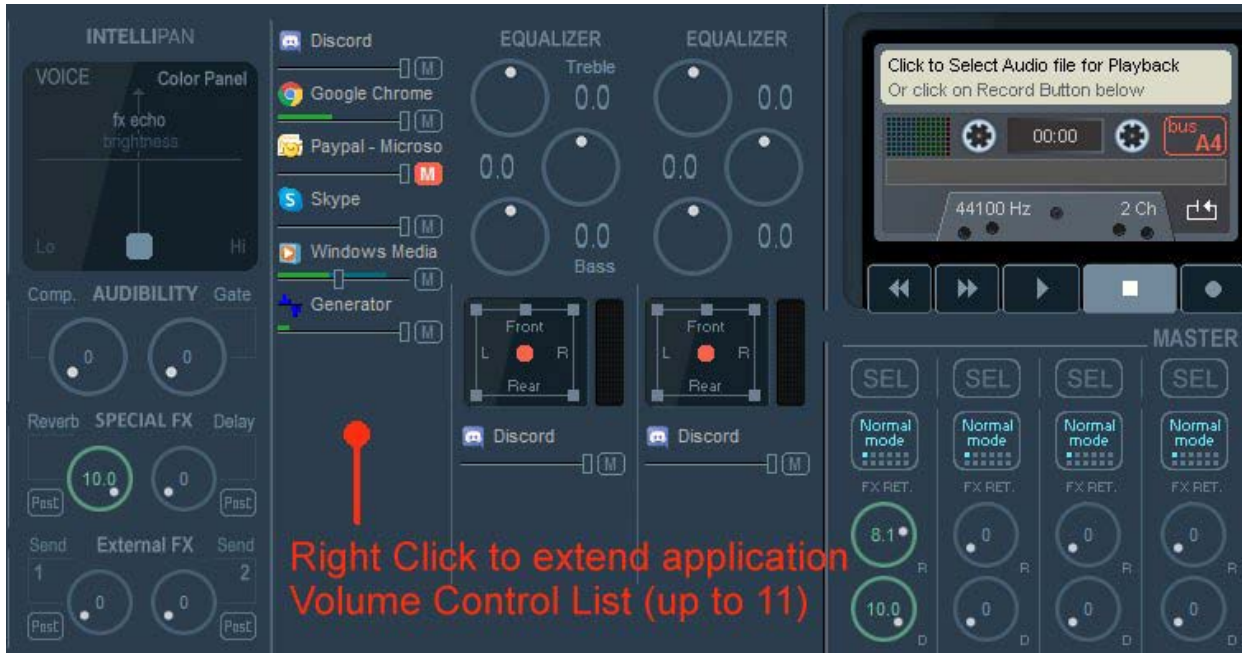 INTELLIPAN
VOICE
Color Panel
fx echo
brightness
Lo
Hi
Comp. AUDIBILITY Gate
0
0
Reverb SPECIAL FX Delay
10.0
0
Post
Post
Send External FX Send
1
2
0
0
Post
Post
Discord
M
Google Chrome
M
Paypal - Microso
M
Skype
M
Windows Media
M
Generator
M
EQUALIZER
Treble
0.0
0.0
0.0
Bass
Front
L
R
Rear
Discord
M
EQUALIZER
0.0
0.0
0.0
Front
L
R
Rear
Discord
M
Right Click to extend application
Volume Control List (up to 11)
Click to Select Audio file for Playback
Or click on Record Button below
00:00
bus
A4
44100 Hz
2 Ch
MASTER
SEL
SEL
SEL
SEL
Normal
mode
Normal
mode
Normal
mode
Normal
mode
FX RET.
FX RET.
FX RET.
FX RET.
8.1
R
0
R
0
R
0
R
10.0
D
0
D
0
D
0
D